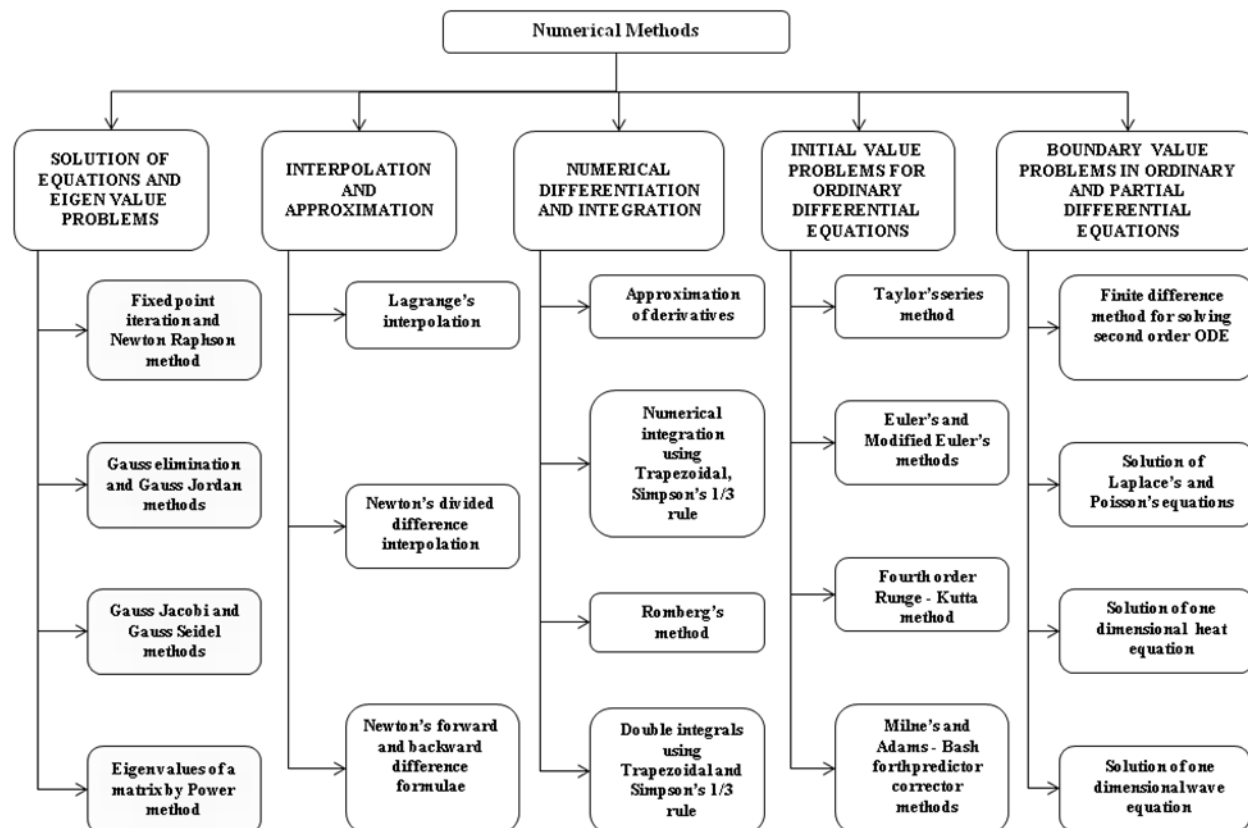 Numerical Methods
SOLUTION OF
EQUATIONS AND
EIGEN VALUE
PROBLEMS
Fixed point
iteration and
Newton Raphson
method
Gauss elimination
and Gauss Jordan
methods
Gauss Jacobi and
Gauss Seidel
methods
Eigen values of a
matrix by Power
method
INTERPOLATION
AND
APPROXIMATION
Lagrange's
interpolation
Newton's divided
difference
interpolation
Newton's forward
and backward
difference
formulae
NUMERICAL
DIFFERENTIATION
AND INTEGRATION
Approximation
of derivatives
Numerical
integration
using
Trapezoidal,
Simpson's 1/3
rule
Romberg's
method
Double integrals
using
Trapezoidal and
Simpson's 1/3
rule
INITIAL VALUE
PROBLEMS FOR
ORDINARY
DIFFERENTIAL
EQUATIONS
Taylor's series
method
Euler's and
Modified Euler's
methods
Fourth order
Runge - Kutta
method
Milne's and
Adams - Bash
forth predictor
corrector
methods
BOUNDARY VALUE
PROBLEMS IN ORDINARY
AND PARTIAL
DIFFERENTIAL
EQUATIONS
Finite difference
method for solving
second order ODE
Solution of
Laplace's and
Poisson's equations
Solution of one
dimensional heat
equation
Solution of one
dimensional wave
equation